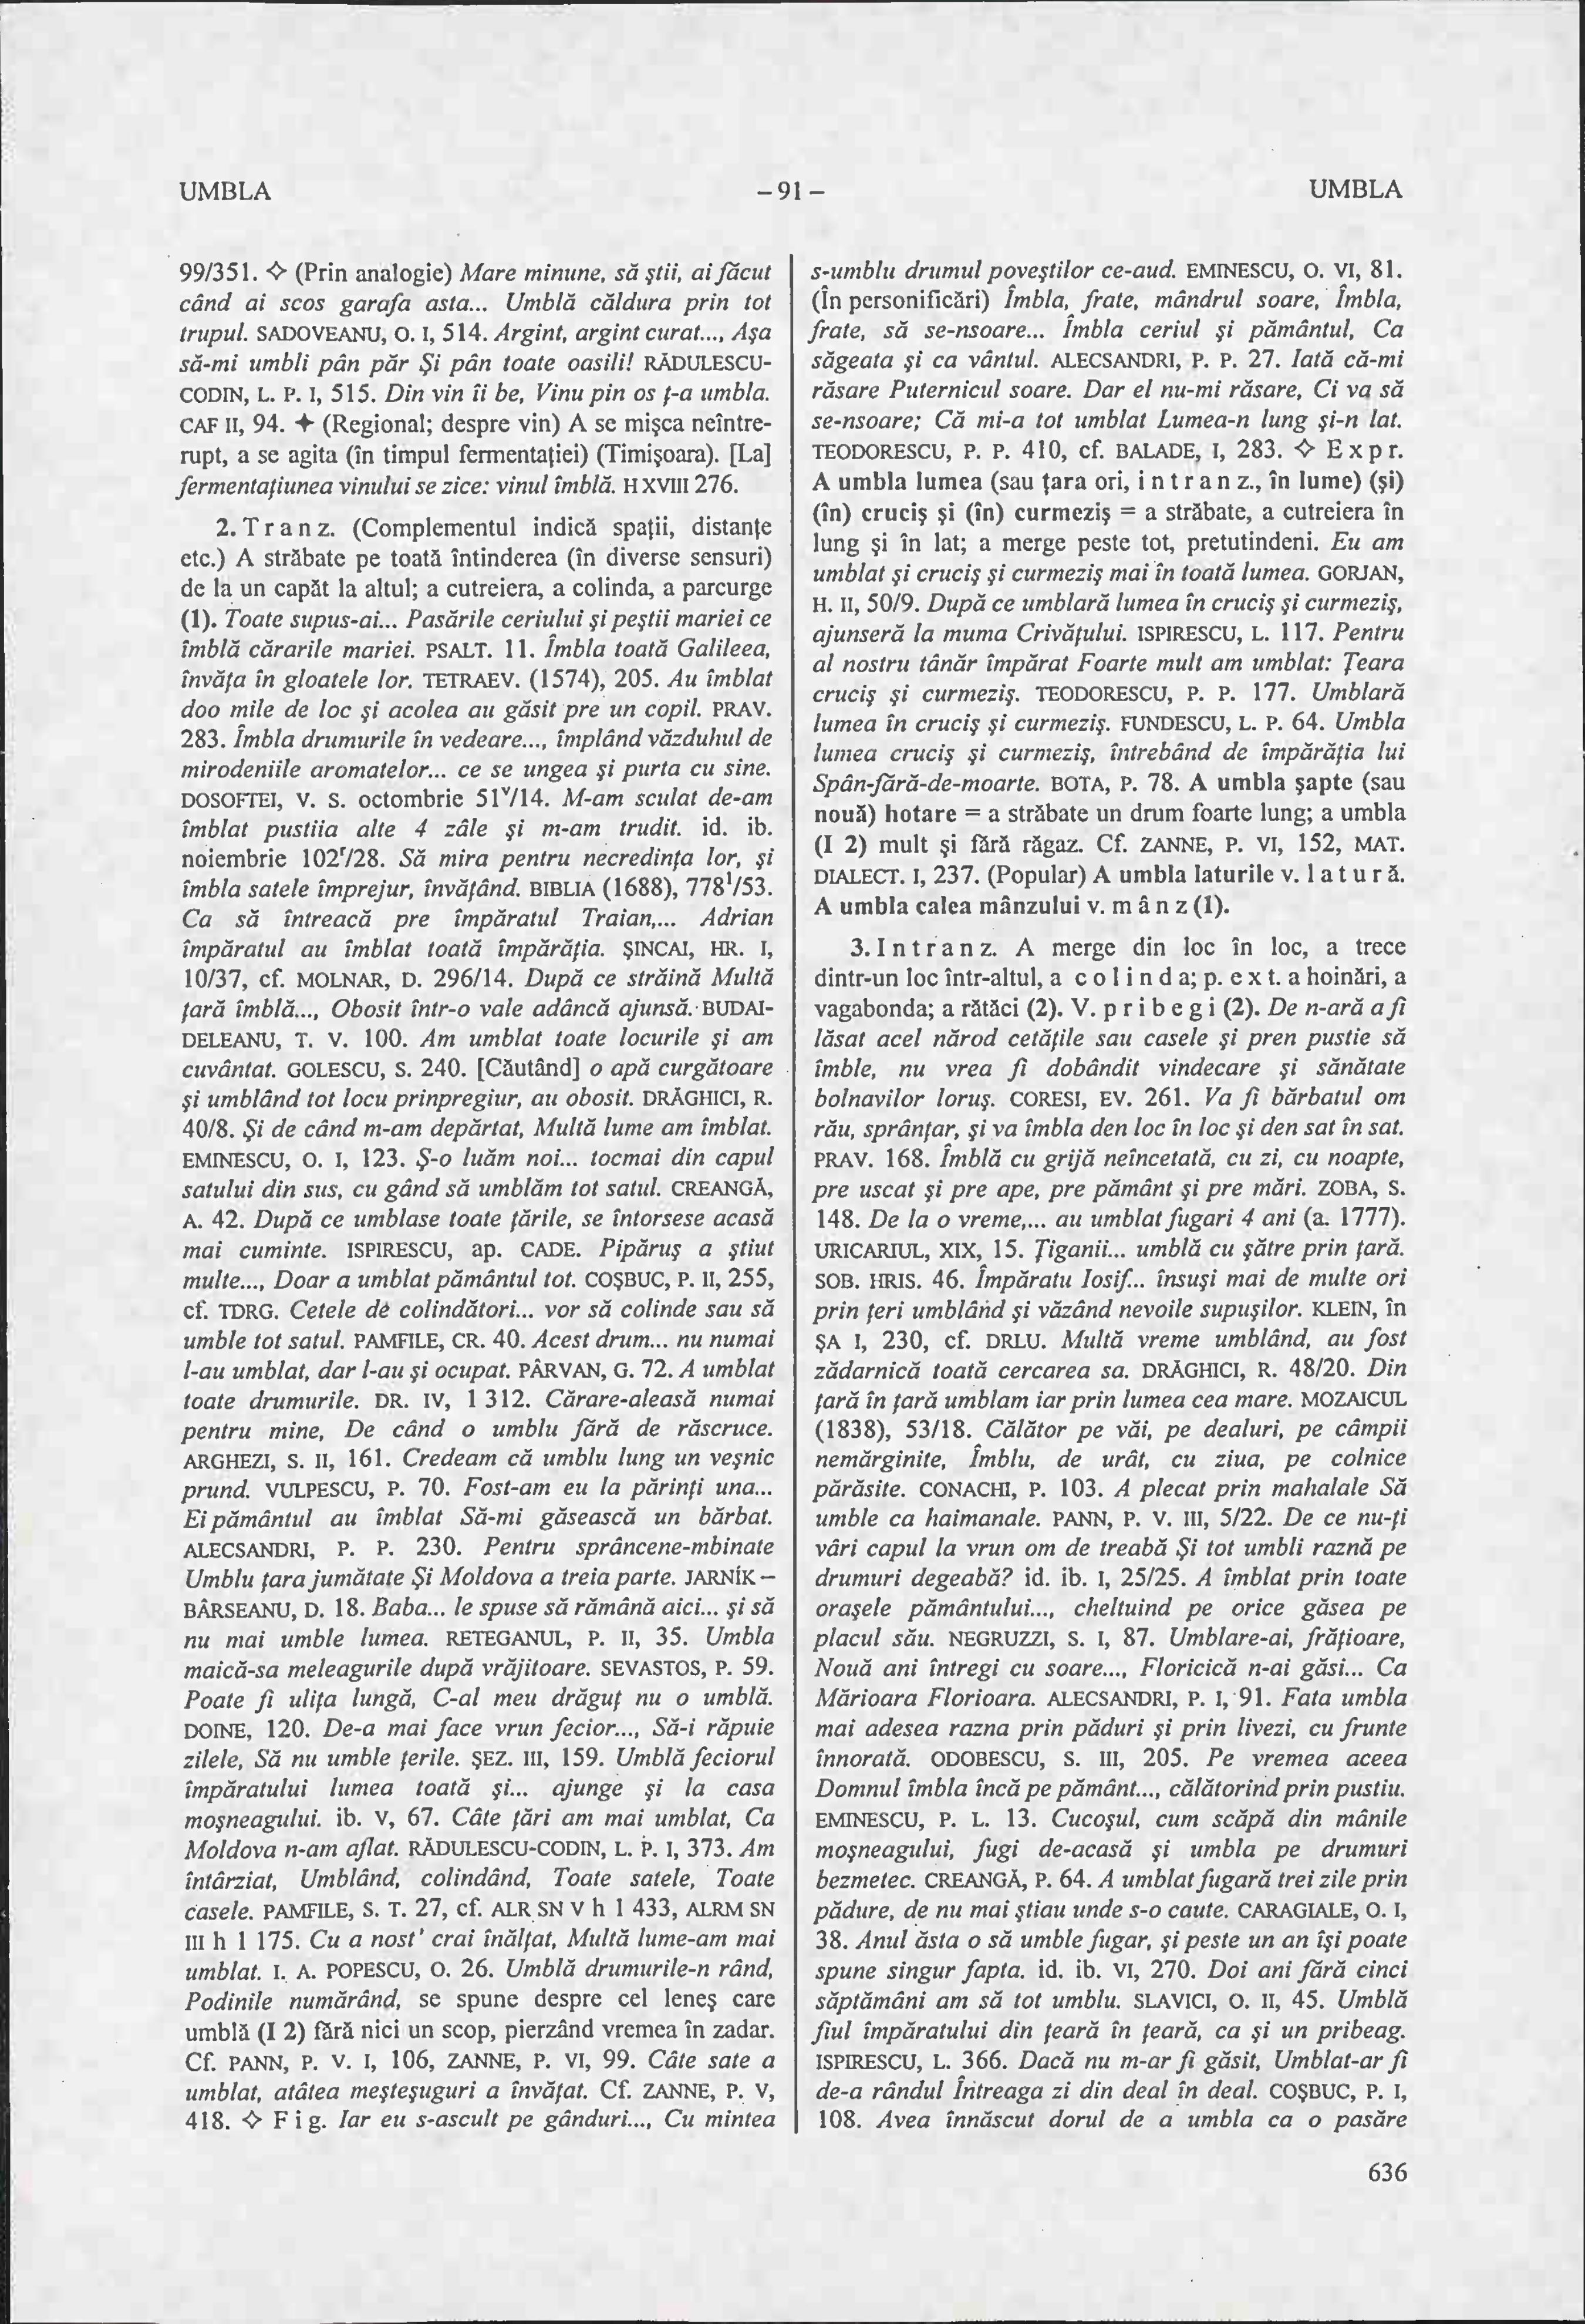 UMBLA
– 91 –
UMBLA
99/351. ✧ (Prin analogie) Mare minune, să ştii, ai făcut
când ai scos garafa asta... Umblă căldura prin tot
trupul. SADOVEANU, O. I, 514. Argint, argint curat..., Aşa
să-mi umbli pân păr Şi pân toate oasili! RĂDULESCU-
CODIN, L. P. I, 515. Din vin îi be, Vinu pin os ţ-a umbla.
CAF II, 94. ✦ (Regional; despre vin) A se mişca neîntre-
rupt, a se agita (în timpul fermentaţiei) (Timişoara). [La]
fermentaţiunea vinului se zice: vinul îmblă. H XVIII 276.
2. T r a n z. (Complementul indică spaţii, distanţe
etc.) A străbate pe toată întinderea (în diverse sensuri)
de la un capăt la altul; a cutreiera, a colinda, a parcurge
(1). Toate supus-ai... Pasările ceriului şi peştii mariei ce
îmblă cărarile mariei. PSALT. 11. Îmbla toată Galileea,
învăţa în gloatele lor. TETRAEV. (1574), 205. Au îmblat
doo mile de loc şi acolea au găsit pre un copil. PRAV.
283. Îmbla drumurile în vedeare..., împlând văzduhul de
mirodeniile aromatelor... ce se ungea şi purta cu sine.
DOSOFTEI, V. S. octombrie 51ᵛ/14. M-am sculat de-am
îmblat pustiia alte 4 zâle şi m-am trudit. id. ib.
noiembrie 102ʳ/28. Să mira pentru necredinţa lor, şi
îmbla satele împrejur, învăţând. BIBLIA (1688), 778¹/53.
Ca să întreacă pre împăratul Traian,... Adrian
împăratul au îmblat toată împărăţia. ŞINCAI, HR. I,
10/37, cf. MOLNAR, D. 296/14. După ce străină Multă
ţară îmblă..., Obosit într-o vale adâncă ajunsă. BUDAI-
DELEANU, T. V. 100. Am umblat toate locurile şi am
cuvântat. GOLESCU, S. 240. [Căutând] o apă curgătoare
şi umblând tot locu prinpregiur, au obosit. DRĂGHICI, R.
40/8. Şi de când m-am depărtat, Multă lume am îmblat.
EMINESCU, O. I, 123. Ş-o luăm noi... tocmai din capul
satului din sus, cu gând să umblăm tot satul. CREANGĂ,
A. 42. După ce umblase toate ţările, se întorsese acasă
mai cuminte. ISPIRESCU, ap. CADE. Pipăruş a ştiut
multe..., Doar a umblat pământul tot. COŞBUC, P. II, 255,
cf. TDRG. Cetele de colindători... vor să colinde sau să
umble tot satul. PAMFILE, CR. 40. Acest drum... nu numai
l-au umblat, dar l-au şi ocupat. PÂRVAN, G. 72. A umblat
toate drumurile. DR. IV, 1 312. Cărare-aleasă numai
pentru mine, De când o umblu fără de răscruce.
ARGHEZI, S. II, 161. Credeam că umblu lung un veşnic
prund. VULPESCU, P. 70. Fost-am eu la părinţi una...
Ei pământul au îmblat Să-mi găsească un bărbat.
ALECSANDRI, P. P. 230. Pentru sprâncene-mbinate
Umblu ţara jumătate Şi Moldova a treia parte. JARNÍK –
BÂRSEANU, D. 18. Baba... le spuse să rămână aici... şi să
nu mai umble lumea. RETEGANUL, P. II, 35. Umbla
maică-sa meleagurile după vrăjitoare. SEVASTOS, P. 59.
Poate fi uliţa lungă, C-al meu drăguţ nu o umblă.
DOINE, 120. De-a mai face vrun fecior..., Să-i răpuie
zilele, Să nu umble ţerile. ŞEZ. III, 159. Umblă feciorul
împăratului lumea toată şi... ajunge şi la casa
moşneagului. ib. V, 67. Câte ţări am mai umblat, Ca
Moldova n-am aflat. RĂDULESCU-CODIN, L. P. I, 373. Am
întârziat, Umblând, colindând, Toate satele, Toate
casele. PAMFILE, S. T. 27, cf. ALR SN V h 1 433, ALRM SN
III h 1 175. Cu a nost' crai înălţat, Multă lume-am mai
umblat. I. A. POPESCU, O. 26. Umblă drumurile-n rând,
Podinile numărând, se spune despre cel leneş care
umblă (I 2) fără nici un scop, pierzând vremea în zadar.
Cf. PANN, P. V. I, 106, ZANNE, P. VI, 99. Câte sate a
umblat, atâtea meşteşuguri a învăţat. Cf. ZANNE, P. V,
418. ✧ F i g. Iar eu s-ascult pe gânduri..., Cu mintea
s-umblu drumul poveştilor ce-aud. EMINESCU, O. VI, 81.
(În personificări) Îmbla, frate, mândrul soare, Îmbla,
frate, să se-nsoare... Îmbla ceriul şi pământul, Ca
săgeata şi ca vântul. ALECSANDRI, P. P. 27. Iată că-mi
răsare Puternicul soare. Dar el nu-mi răsare, Ci va să
se-nsoare; Că mi-a tot umblat Lumea-n lung şi-n lat.
TEODORESCU, P. P. 410, cf. BALADE, I, 283. ✧ E x p r.
A umbla lumea (sau ţara ori, i n t r a n z., în lume) (şi)
(în) cruciş şi (în) curmeziş = a străbate, a cutreiera în
lung şi în lat; a merge peste tot, pretutindeni. Eu am
umblat şi cruciş şi curmeziş mai în toată lumea. GORJAN,
H. II, 50/9. După ce umblară lumea în cruciş şi curmeziş,
ajunseră la muma Crivăţului. ISPIRESCU, L. 117. Pentru
al nostru tânăr împărat Foarte mult am umblat: Ţeara
cruciş şi curmeziş. TEODORESCU, P. P. 177. Umblară
lumea în cruciş şi curmeziş. FUNDESCU, L. P. 64. Umbla
lumea cruciş şi curmeziş, întrebând de împărăţia lui
Spân-fără-de-moarte. BOTA, P. 78. A umbla şapte (sau
nouă) hotare = a străbate un drum foarte lung; a umbla
(I 2) mult şi fără răgaz. Cf. ZANNE, P. VI, 152, MAT.
DIALECT. I, 237. (Popular) A umbla laturile v. l a t u r ă.
A umbla calea mânzului v. m â n z (1).
3. I n t r a n z. A merge din loc în loc, a trece
dintr-un loc într-altul, a c o l i n d a; p. e x t. a hoinări, a
vagabonda; a rătăci (2). V. p r i b e g i (2). De n-ară a fi
lăsat acel nărod cetăţile sau casele şi pren pustie să
îmble, nu vrea fi dobândit vindecare şi sănătate
bolnavilor loruş. CORESI, EV. 261. Va fi bărbatul om
rău, sprânţar, şi va îmbla den loc în loc şi den sat în sat.
PRAV. 168. Îmblă cu grijă neîncetată, cu zi, cu noapte,
pre uscat şi pre ape, pre pământ şi pre mări. ZOBA, S.
148. De la o vreme,... au umblat fugari 4 ani (a. 1777).
URICARIUL, XIX, 15. Ţiganii... umblă cu şătre prin ţară.
SOB. HRIS. 46. Împăratu Iosif... însuşi mai de multe ori
prin ţeri umblând şi văzând nevoile supuşilor. KLEIN, în
ŞA I, 230, cf. DRLU. Multă vreme umblând, au fost
zădarnică toată cercarea sa. DRĂGHICI, R. 48/20. Din
ţară în ţară umblam iar prin lumea cea mare. MOZAICUL
(1838), 53/18. Călător pe văi, pe dealuri, pe câmpii
nemărginite, Îmblu, de urât, cu ziua, pe colnice
părăsite. CONACHI, P. 103. A plecat prin mahalale Să
umble ca haimanale. PANN, P. V. III, 5/22. De ce nu-ţi
vâri capul la vrun om de treabă Şi tot umbli raznă pe
drumuri degeabă? id. ib. I, 25/25. A îmblat prin toate
oraşele pământului..., cheltuind pe orice găsea pe
placul său. NEGRUZZI, S. I, 87. Umblare-ai, frăţioare,
Nouă ani întregi cu soare..., Floricică n-ai găsi... Ca
Mărioara Florioara. ALECSANDRI, P. I, 91. Fata umbla
mai adesea razna prin păduri şi prin livezi, cu frunte
înnorată. ODOBESCU, S. III, 205. Pe vremea aceea
Domnul îmbla încă pe pământ..., călătorind prin pustiu.
EMINESCU, P. L. 13. Cucoşul, cum scăpă din mânile
moşneagului, fugi de-acasă şi umbla pe drumuri
bezmetec. CREANGĂ, P. 64. A umblat fugară trei zile prin
pădure, de nu mai ştiau unde s-o caute. CARAGIALE, O. I,
38. Anul ăsta o să umble fugar, şi peste un an îşi poate
spune singur fapta. id. ib. VI, 270. Doi ani fără cinci
săptămâni am să tot umblu. SLAVICI, O. II, 45. Umblă
fiul împăratului din ţeară în ţeară, ca şi un pribeag.
ISPIRESCU, L. 366. Dacă nu m-ar fi găsit, Umblat-ar fi
de-a rândul Întreaga zi din deal în deal. COŞBUC, P. I,
108. Avea înnăscut dorul de a umbla ca o pasăre
636